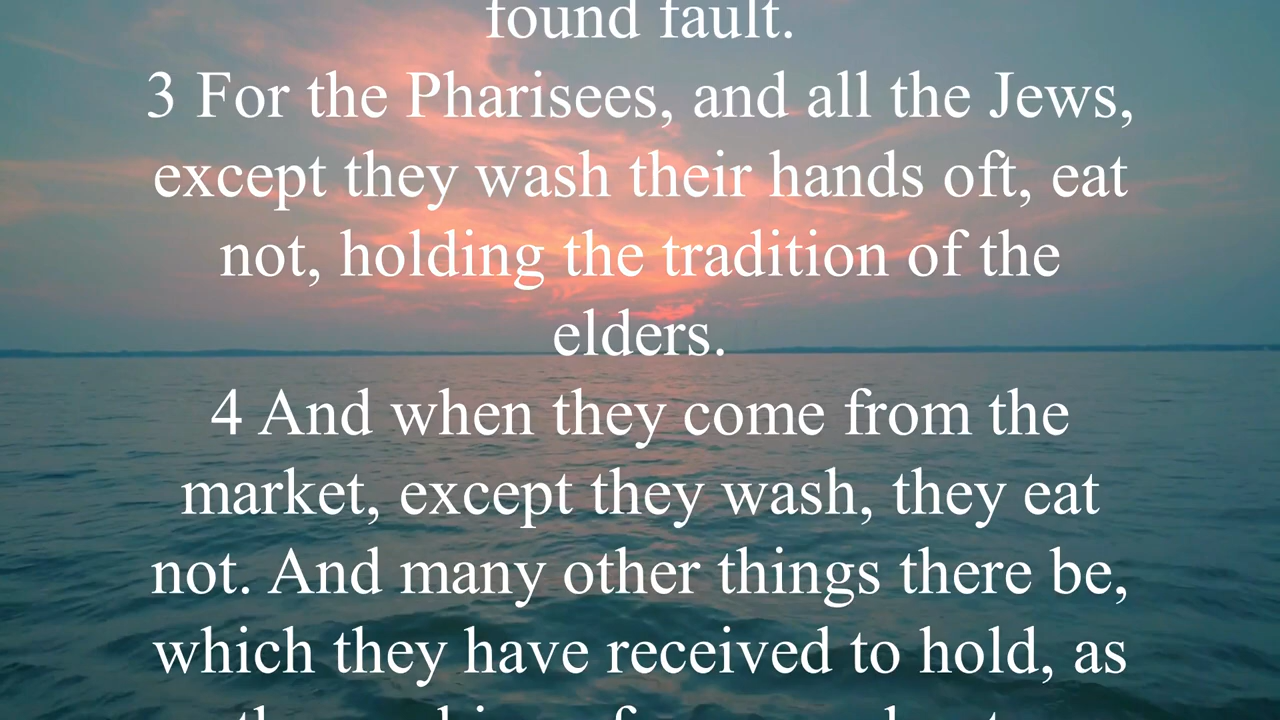 found fault.
3 For the Pharisees, and all the Jews,
except they wash their hands oft, eat
not, holding the tradition of the
elders.
4 And when they come from the
market, except they wash, they eat
not. And many other things there be,
which they have received to hold, as